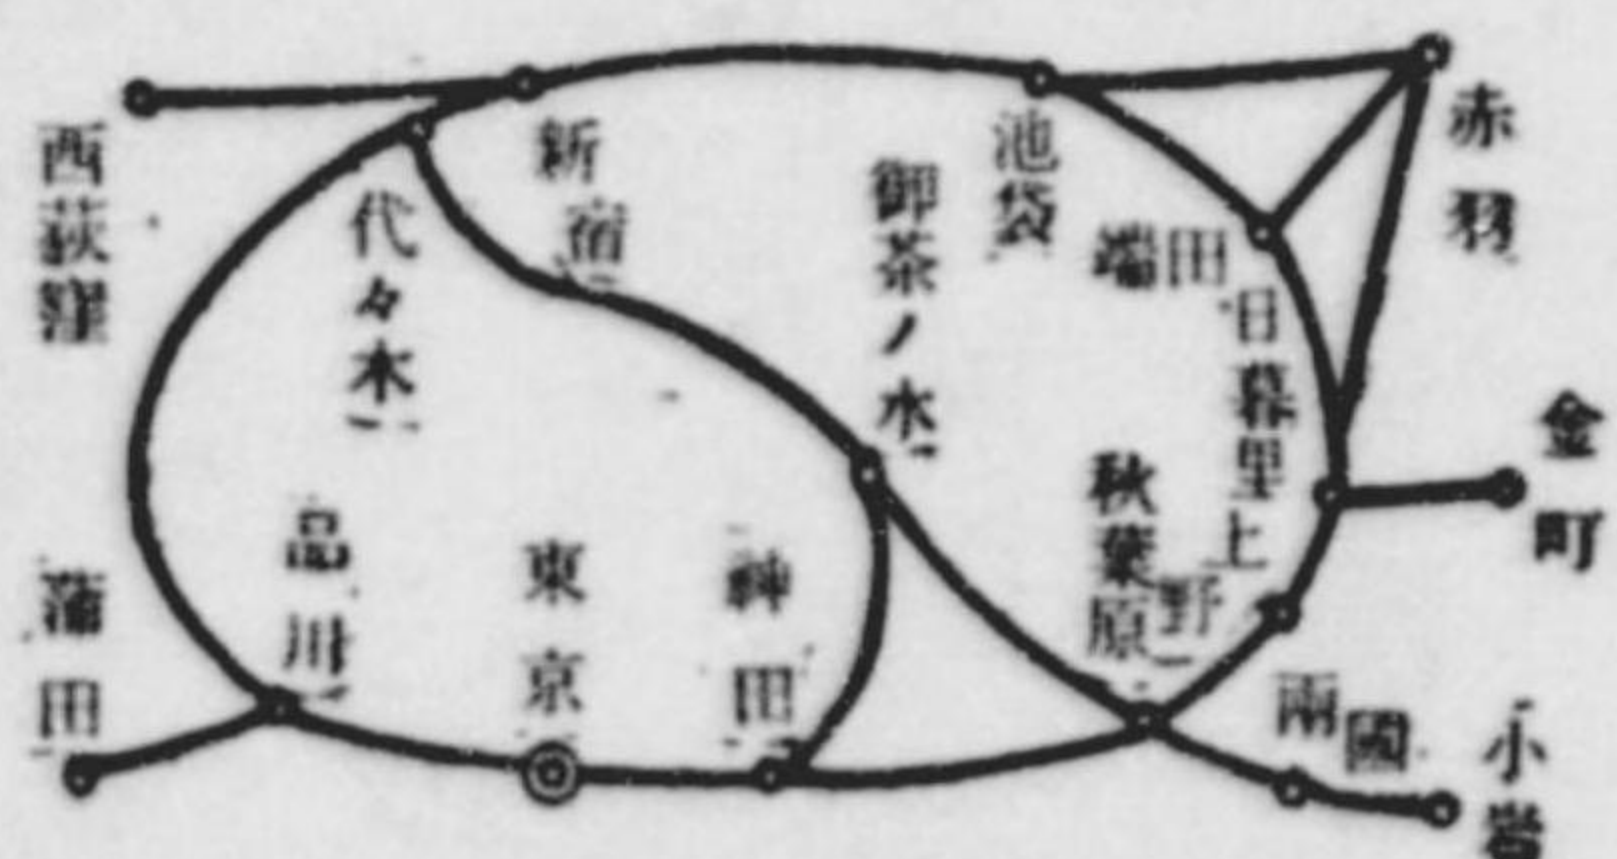 赤羽
池袋
新宿
西荻窪
御茶ノ水
代々木
田端
日暮里
金町
上野
秋葉原
品川
東京
神田
蒲田
兩國
小岩